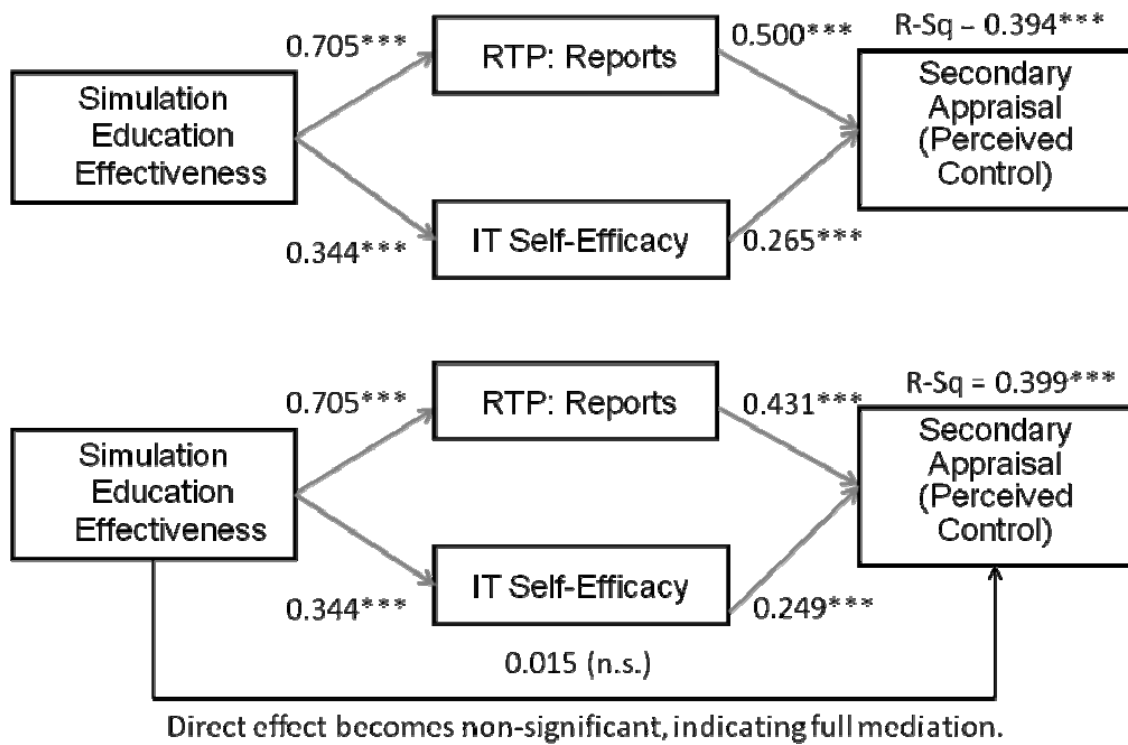 R-Sq – 0.394***
0.705***
RTP: Reports
0.500***
Simulation
Education
Effectiveness
Secondary
Appraisal
(Perceived
Control)
0.344***
IT Self-Efficacy
0.265***
R-Sq = 0.399***
0.705***
RTP: Reports
0.431***
Simulation
Education
Effectiveness
Secondary
Appraisal
(Perceived
Control)
0.344***
IT Self-Efficacy
0.249***
0.015 (n.s.)
Direct effect becomes non-significant, indicating full mediation.